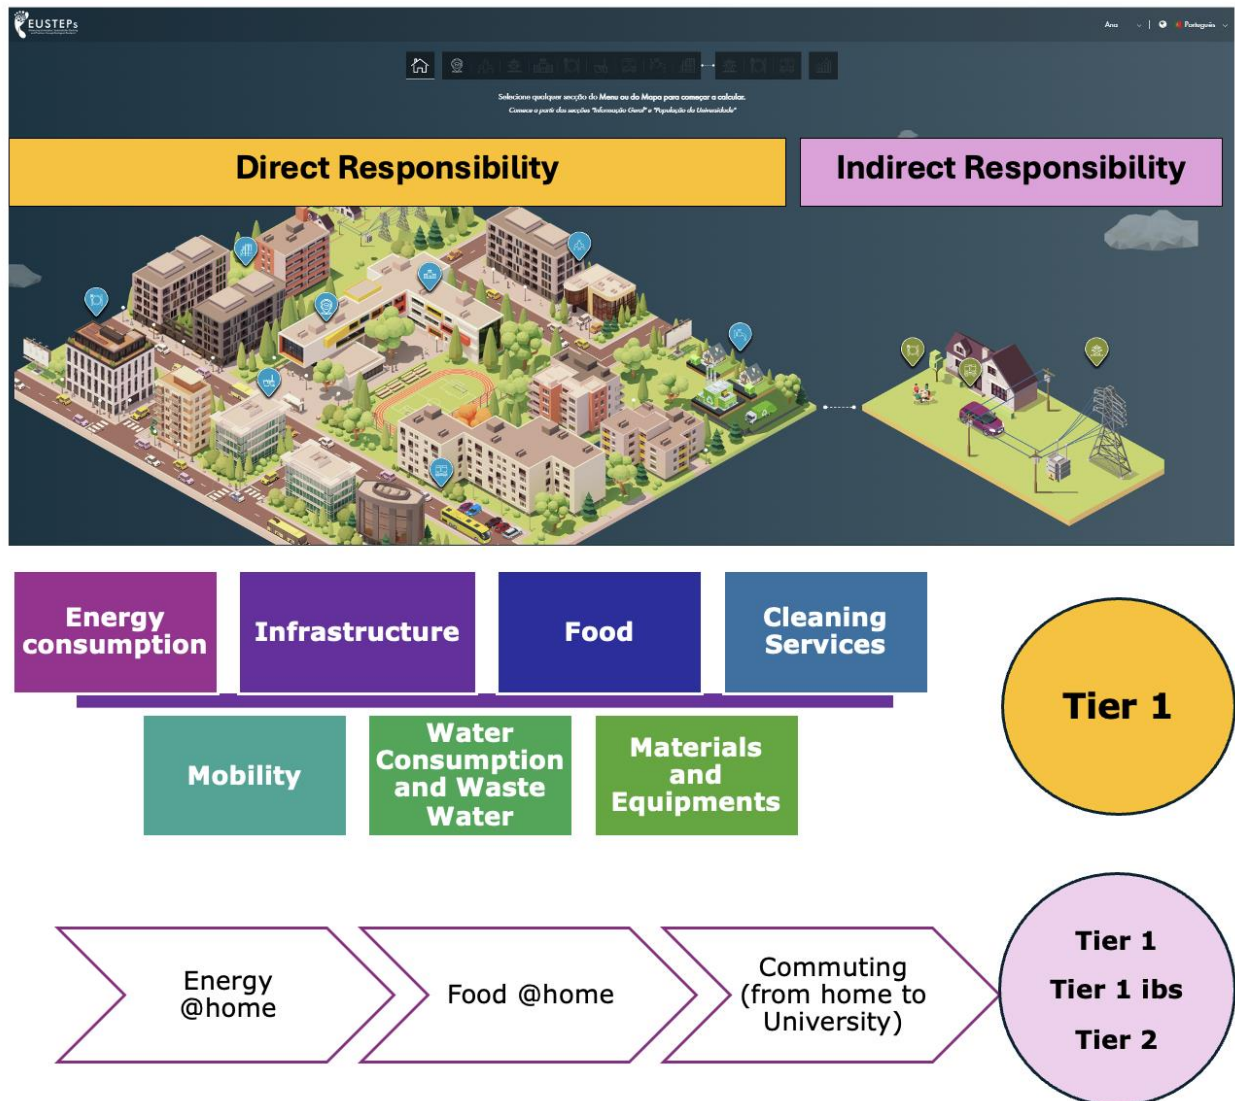 EUSTEPs
Ana
Português
Selecione qualquer secção do Menu ou do Mapa para começar a calcular.
Comece a partir das secções "Informação Geral" e "População da Universidade"
Direct Responsibility
Indirect Responsibility
Energy
consumption
Infrastructure
Food
Cleaning
Services
Mobility
Water
Consumption
and Waste
Water
Materials
and
Equipments
Tier 1
Energy
@home
Food @home
Commuting
(from home to
University)
Tier 1
Tier 1 ibs
Tier 2